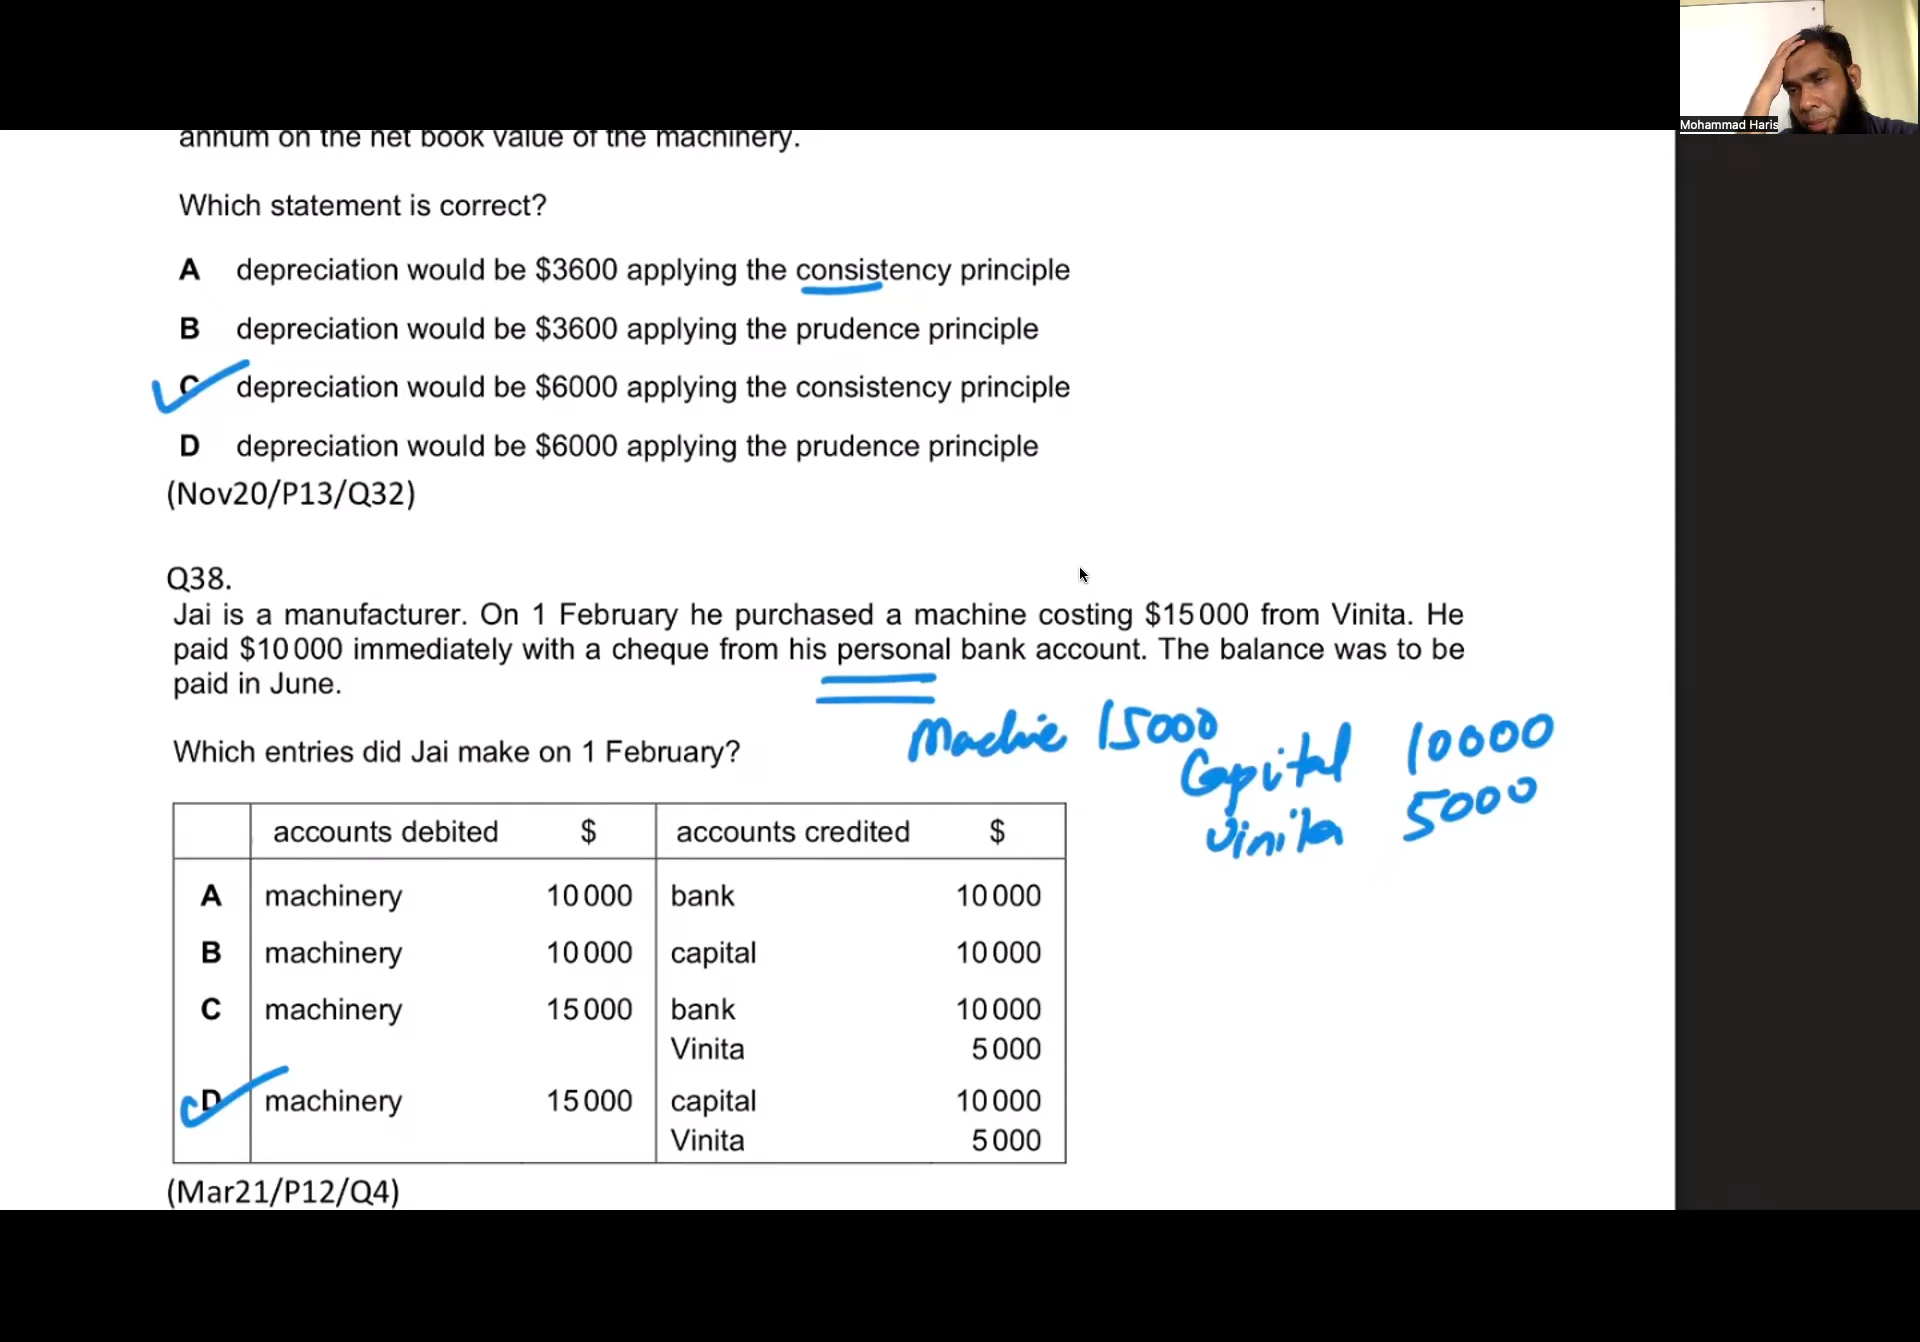 Mohammad Haris
annum on the net book value of the machinery.
Which statement is correct?
A depreciation would be $3600 applying the consistency principle
B depreciation would be $3600 applying the prudence principle
C depreciation would be $6000 applying the consistency principle
D depreciation would be $6000 applying the prudence principle
(Nov20/P13/Q32)
Q38.
Jai is a manufacturer. On 1 February he purchased a machine costing $15 000 from Vinita. He
paid $10 000 immediately with a cheque from his personal bank account. The balance was to be
paid in June.
Machie 15000
Capital 10000
Vinita 5000
Which entries did Jai make on 1 February?
accounts debited $ accounts credited $
A machinery 10 000 bank 10 000
B machinery 10 000 capital 10 000
C machinery 15 000 bank 10 000
Vinita 5 000
D machinery 15 000 capital 10 000
Vinita 5 000
(Mar21/P12/Q4)